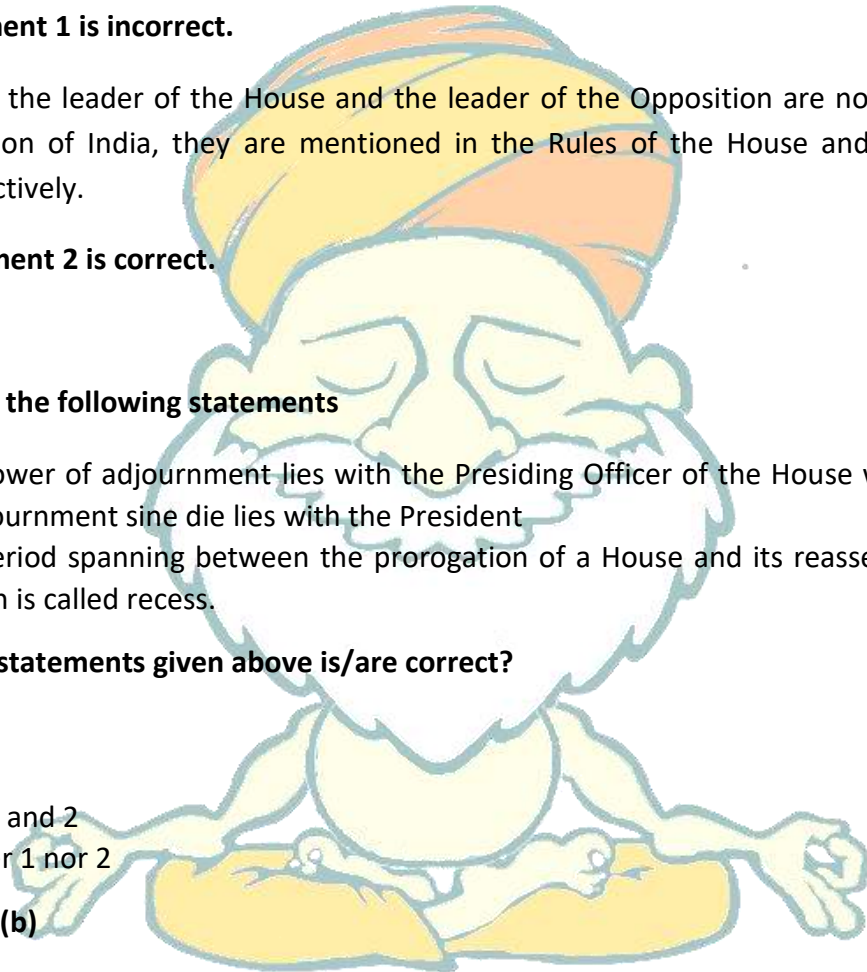 ment 1 is incorrect.
the leader of the House and the leader of the Opposition are no
on of India, they are mentioned in the Rules of the House and
ctively.
ment 2 is correct.
the following statements
ower of adjournment lies with the Presiding Officer of the House
ournment sine die lies with the President
eriod spanning between the prorogation of a House and its reasse
n is called recess.
statements given above is/are correct?
and 2
r 1 nor 2
(b)